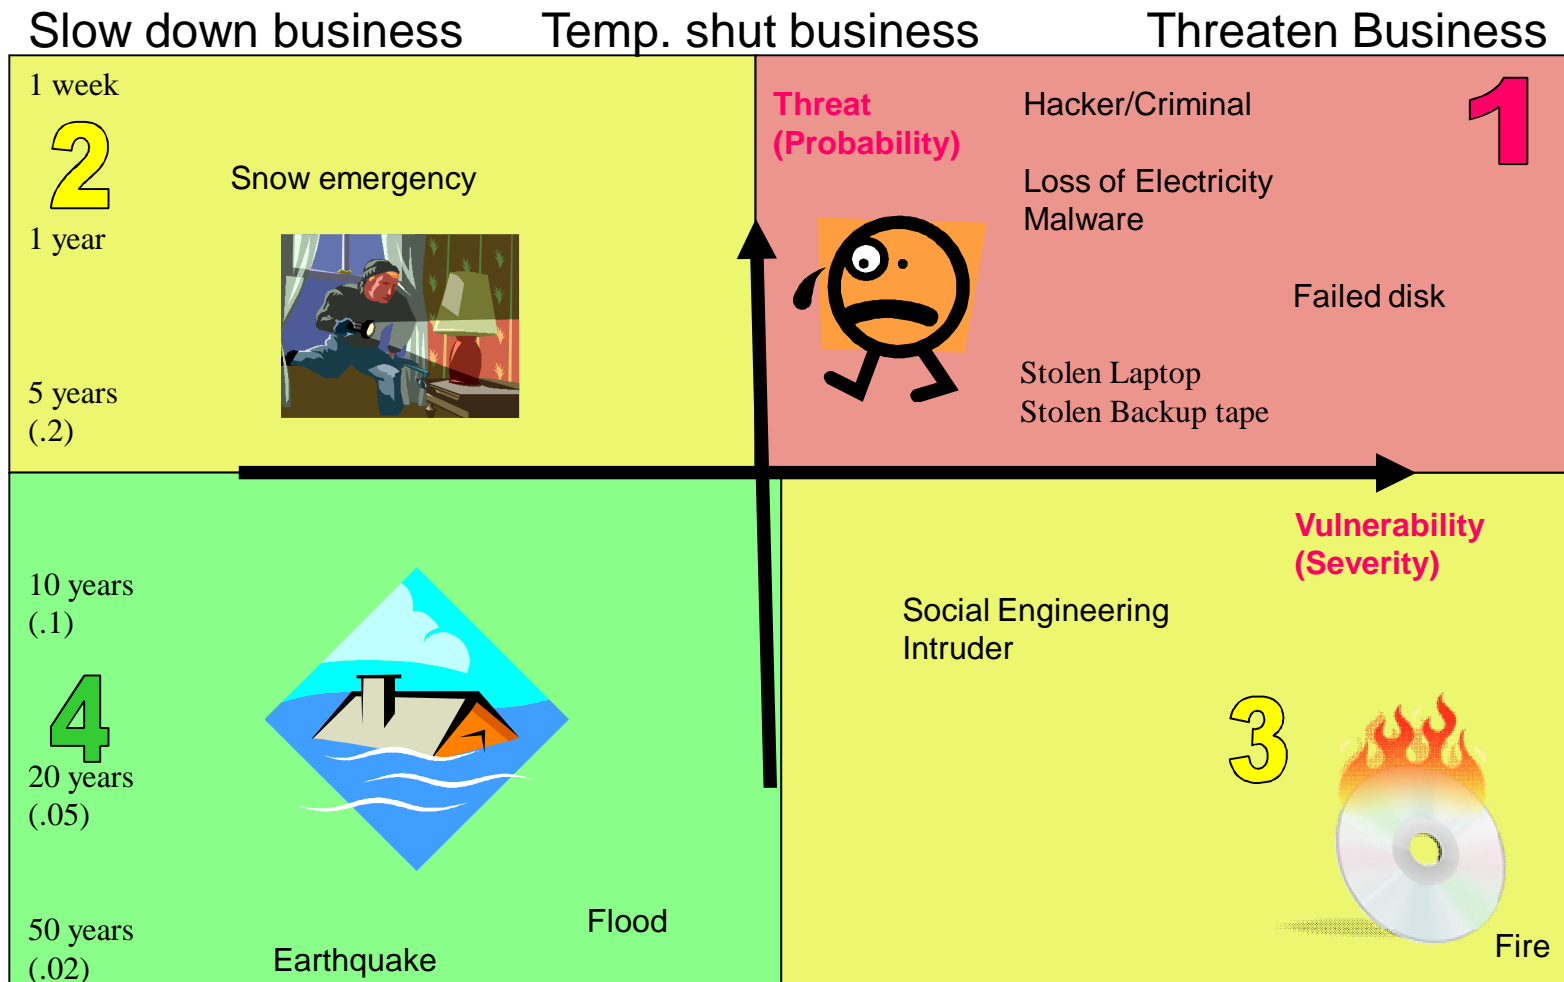 Slow down business
Temp. shut business
Threaten Business
1 week
2
Snow emergency
1 year
5 years
(.2)
Threat
(Probability)
Hacker/Criminal
1
Loss of Electricity
Malware
Failed disk
Stolen Laptop
Stolen Backup tape
10 years
(.1)
4
20 years
(.05)
50 years
(.02)
Flood
Earthquake
Vulnerability
(Severity)
Social Engineering
Intruder
3
Fire